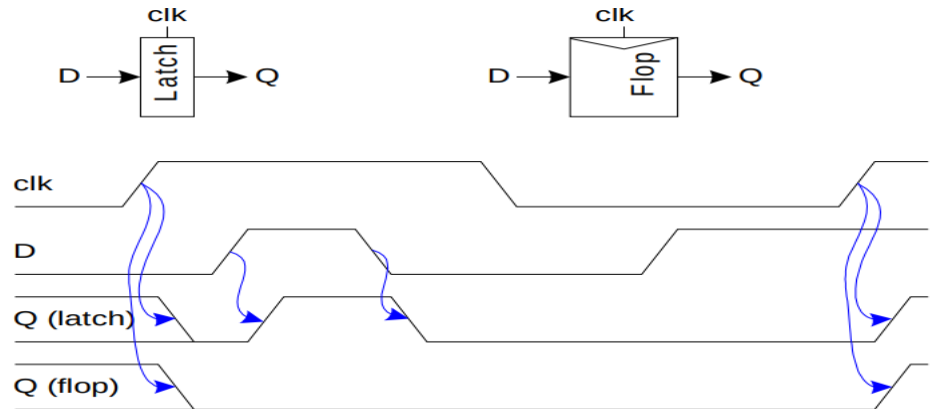 clk clk
D Latch Q D Flop Q
clk
D
Q (latch)
Q (flop)